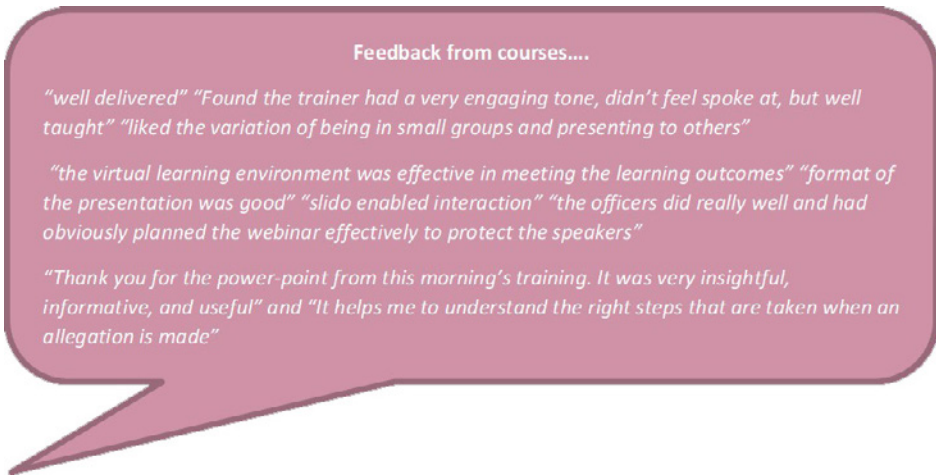 Feedback from courses....
“well delivered” “Found the trainer had a very engaging tone, didn’t feel spoke at, but well
taught” “liked the variation of being in small groups and presenting to others”
“the virtual learning environment was effective in meeting the learning outcomes” “format of
the presentation was good” “slido enabled interaction” “the officers did really well and had
obviously planned the webinar effectively to protect the speakers”
“Thank you for the power-point from this morning’s training. It was very insightful,
informative, and useful” and “It helps me to understand the right steps that are taken when an
allegation is made”